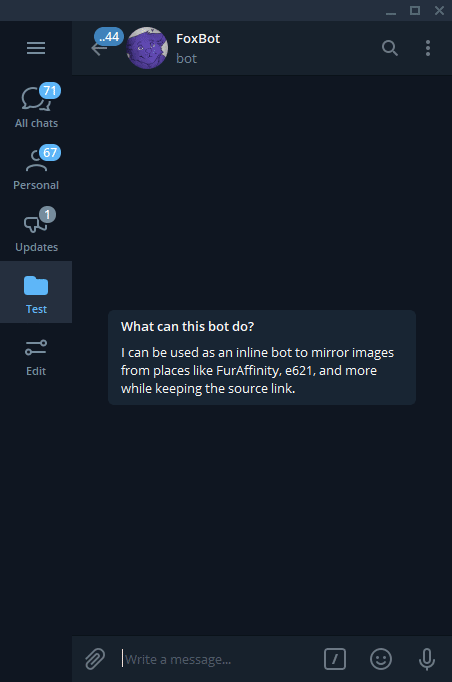 ..44
FoxBot
bot
71
All chats
67
Personal
1
Updates
Test
Edit
What can this bot do?
I can be used as an inline bot to mirror images
from places like FurAffinity, e621, and more
while keeping the source link.
Write a message...